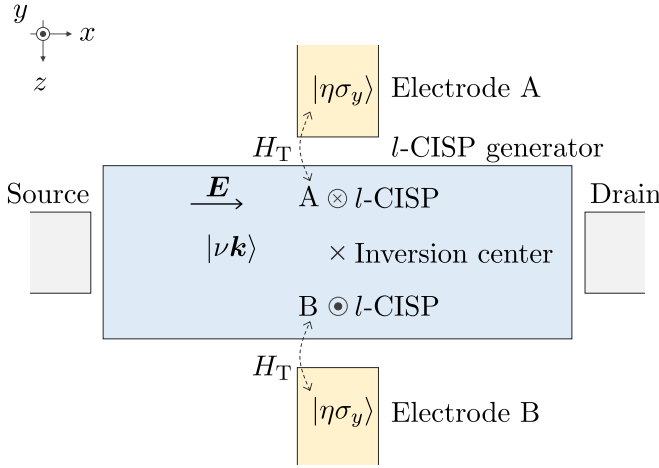 y
x
z
|ησ_y⟩ Electrode A
H_T
l-CISP generator
Source
E
A ⊗ l-CISP
Drain
|νk⟩
× Inversion center
B ⊙ l-CISP
H_T
|ησ_y⟩ Electrode B